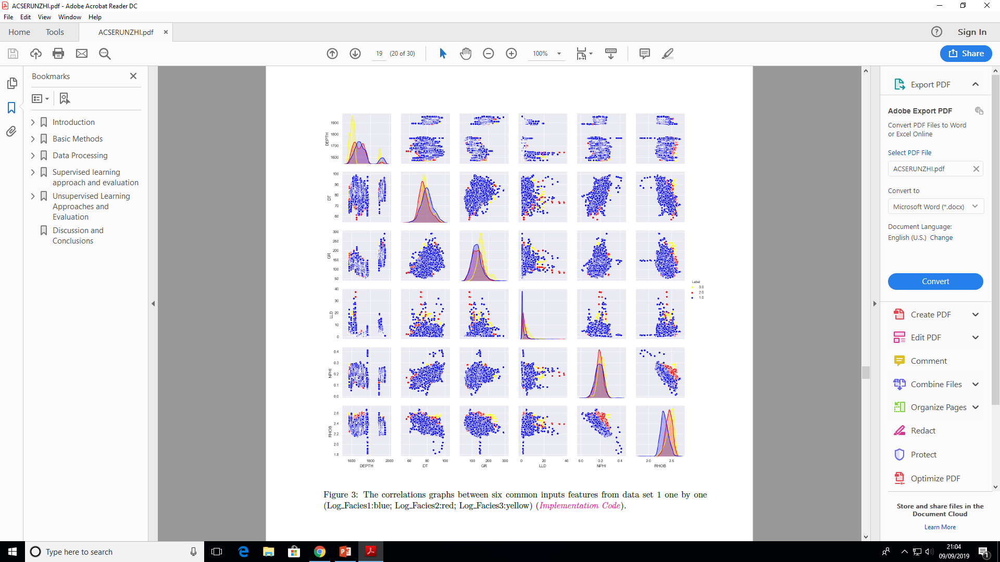 ACSERUNZHI.pdf - Adobe Acrobat Reader DC
File Edit View Window Help
Home Tools ACSERUNZHI.pdf Sign In
19 (20 of 30) 100% Share
Bookmarks
Introduction
Basic Methods
Data Processing
Supervised learning
approach and evaluation
Unsupervised Learning
Approaches and
Evaluation
Discussion and
Conclusions
DEPTH
1900
1800
1700
1600
DT
100
90
80
70
60
GR
300
250
200
150
100
50
LLD
40
30
20
10
0
NPHI
0.4
0.3
0.2
0.1
0.0
RHOB
2.6
2.4
2.2
2.0
1.8
1600 1800 2000 60 80 100 100 200 300 0 20 40 0.0 0.2 0.4 2.0 2.5
DEPTH DT GR LLD NPHI RHOB
Label
3.0
2.0
1.0
Figure 3: The correlations graphs between six common inputs features from data set 1 one by one
(Log_Facies1:blue; Log_Facies2:red; Log_Facies3:yellow) (Implementation Code).
Export PDF
Adobe Export PDF
Convert PDF Files to Word
or Excel Online
Select PDF File
ACSERUNZHI.pdf
Convert to
Microsoft Word (*.docx)
Document Language:
English (U.S.) Change
Convert
Create PDF
Edit PDF
Comment
Combine Files
Organize Pages
Redact
Protect
Optimize PDF
Store and share files in the
Document Cloud
Learn More
Type here to search
21:04
09/09/2019
1